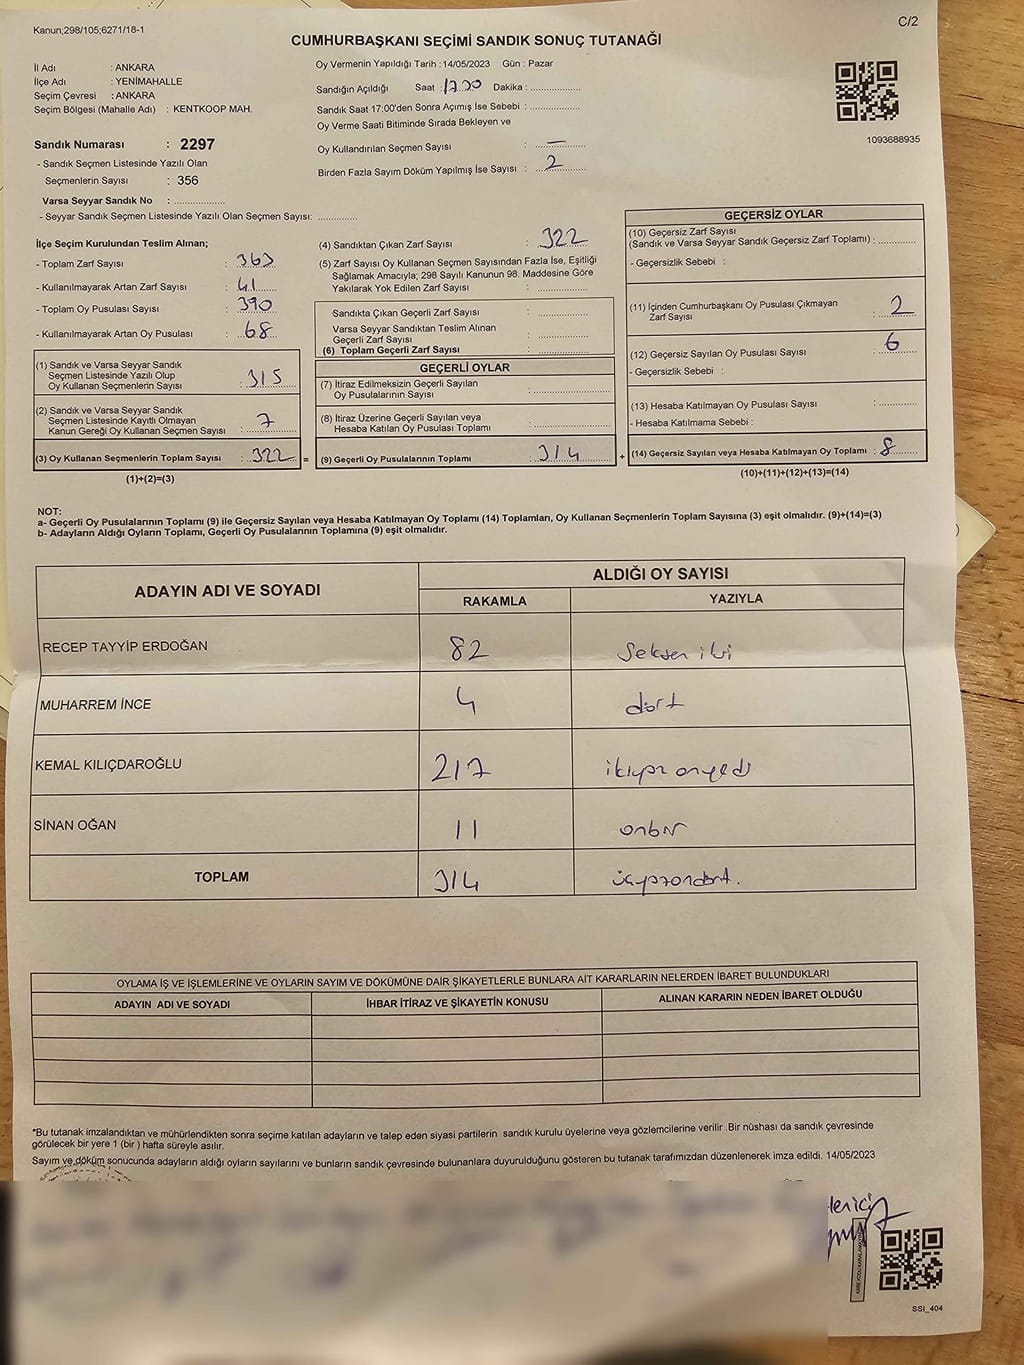 Kanun;298/105;6271/18-1
C/2
CUMHURBAŞKANI SEÇİMİ SANDIK SONUÇ TUTANAĞI
İl Adı : ANKARA
İlçe Adı : YENİMAHALLE
Seçim Çevresi : ANKARA
Seçim Bölgesi (Mahalle Adı) : KENTKOOP MAH.
Oy Vermenin Yapıldığı Tarih :14/05/2023 Gün : Pazar
Sandığın Açıldığı Saat :17.00 Dakika : ................
Sandık Saat 17:00'den Sonra Açımış İse Sebebi : ................
Oy Verme Saati Bitiminde Sırada Bekleyen ve
Oy Kullandırılan Seçmen Sayısı : —
Birden Fazla Sayım Döküm Yapılmış İse Sayısı : 2
1093688935
Sandık Numarası : 2297
- Sandık Seçmen Listesinde Yazılı Olan
Seçmenlerin Sayısı : 356
Varsa Seyyar Sandık No : ................
- Seyyar Sandık Seçmen Listesinde Yazılı Olan Seçmen Sayısı: ............
İlçe Seçim Kurulundan Teslim Alınan;
- Toplam Zarf Sayısı : 363
- Kullanılmayarak Artan Zarf Sayısı : 41
- Toplam Oy Pusulası Sayısı : 390
- Kullanılmayarak Artan Oy Pusulası : 68
(1) Sandık ve Varsa Seyyar Sandık
Seçmen Listesinde Yazılı Olup
Oy Kullanan Seçmenlerin Sayısı : 315
(2) Sandık ve Varsa Seyyar Sandık
Seçmen Listesinde Kayıtlı Olmayan
Kanun Gereği Oy Kullanan Seçmen Sayısı : 7
(3) Oy Kullanan Seçmenlerin Toplam Sayısı : 322 =
(1)+(2)=(3)
(4) Sandıktan Çıkan Zarf Sayısı : 322
(5) Zarf Sayısı Oy Kullanan Seçmen Sayısından Fazla İse, Eşitliği
Sağlamak Amacıyla; 298 Sayılı Kanunun 98. Maddesine Göre
Yakılarak Yok Edilen Zarf Sayısı : ................
Sandıkta Çıkan Geçerli Zarf Sayısı : ................
Varsa Seyyar Sandıktan Teslim Alınan
Geçerli Zarf Sayısı : ................
(6) Toplam Geçerli Zarf Sayısı : ................
GEÇERLİ OYLAR
(7) İtiraz Edilmeksizin Geçerli Sayılan
Oy Pusulalarının Sayısı : ................
(8) İtiraz Üzerine Geçerli Sayılan veya
Hesaba Katılan Oy Pusulası Toplamı : ................
(9) Geçerli Oy Pusulalarının Toplamı : 314 +
GEÇERSİZ OYLAR
(10) Geçersiz Zarf Sayısı
(Sandık ve Varsa Seyyar Sandık Geçersiz Zarf Toplamı) : ............
- Geçersizlik Sebebi :
(11) İçinden Cumhurbaşkanı Oy Pusulası Çıkmayan
Zarf Sayısı : 2
(12) Geçersiz Sayılan Oy Pusulası Sayısı : 6
- Geçersizlik Sebebi :
(13) Hesaba Katılmayan Oy Pusulası Sayısı : ............
- Hesaba Katılmama Sebebi :
(14) Geçersiz Sayılan veya Hesaba Katılmayan Oy Toplamı : 8
(10)+(11)+(12)+(13)=(14)
NOT:
a- Geçerli Oy Pusulalarının Toplamı (9) ile Geçersiz Sayılan veya Hesaba Katılmayan Oy Toplamı (14) Toplamları, Oy Kullanan Seçmenlerin Toplam Sayısına (3) eşit olmalıdır. (9)+(14)=(3)
b- Adayların Aldığı Oyların Toplamı, Geçerli Oy Pusulalarının Toplamına (9) eşit olmalıdır.
ADAYIN ADI VE SOYADI
ALDIĞI OY SAYISI
RAKAMLA YAZIYLA
RECEP TAYYİP ERDOĞAN 82 Seksen iki
MUHARREM İNCE 4 dört
KEMAL KILIÇDAROĞLU 217 ikiyüz onyedi
SİNAN OĞAN 11 onbir
TOPLAM 314 üçyüzondört.
OYLAMA İŞ VE İŞLEMLERİNE VE OYLARIN SAYIM VE DÖKÜMÜNE DAİR ŞİKAYETLERLE BUNLARA AİT KARARLARIN NELERDEN İBARET BULUNDUKLARI
ADAYIN ADI VE SOYADI
İHBAR İTİRAZ VE ŞİKAYETİN KONUSU
ALINAN KARARIN NEDEN İBARET OLDUĞU
*Bu tutanak imzalandıktan ve mühürlendikten sonra seçime katılan adayların ve talep eden siyasi partilerin sandık kurulu üyelerine veya gözlemcilerine verilir .Bir nüshası da sandık çevresinde
görülecek bir yere 1 (bir ) hafta süreyle asılır.
Sayım ve döküm sonucunda adayların aldığı oyların sayılarını ve bunların sandık çevresinde bulunanlara duyurulduğunu gösteren bu tutanak tarafımızdan düzenlenerek imza edildi. 14/05/2023
SSI_404